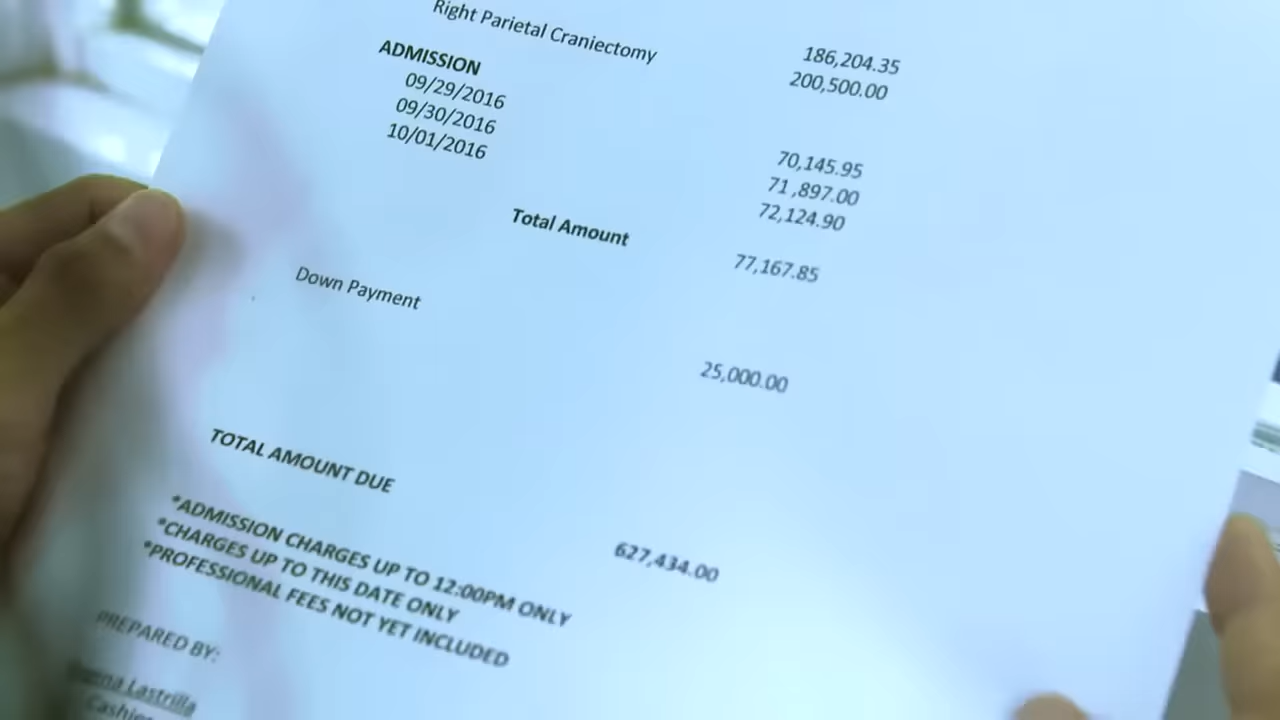 Right Parietal Craniectomy
186,204.35
ADMISSION 200,500.00
09/29/2016
09/30/2016 70,145.95
10/01/2016 71,897.00
72,124.90
Total Amount 77,167.85
Down Payment
25,000.00
TOTAL AMOUNT DUE
627,434.00
*ADMISSION CHARGES UP TO 12:00PM ONLY
*CHARGES UP TO THIS DATE ONLY
*PROFESSIONAL FEES NOT YET INCLUDED
PREPARED BY:
Lastrilla
Cashier